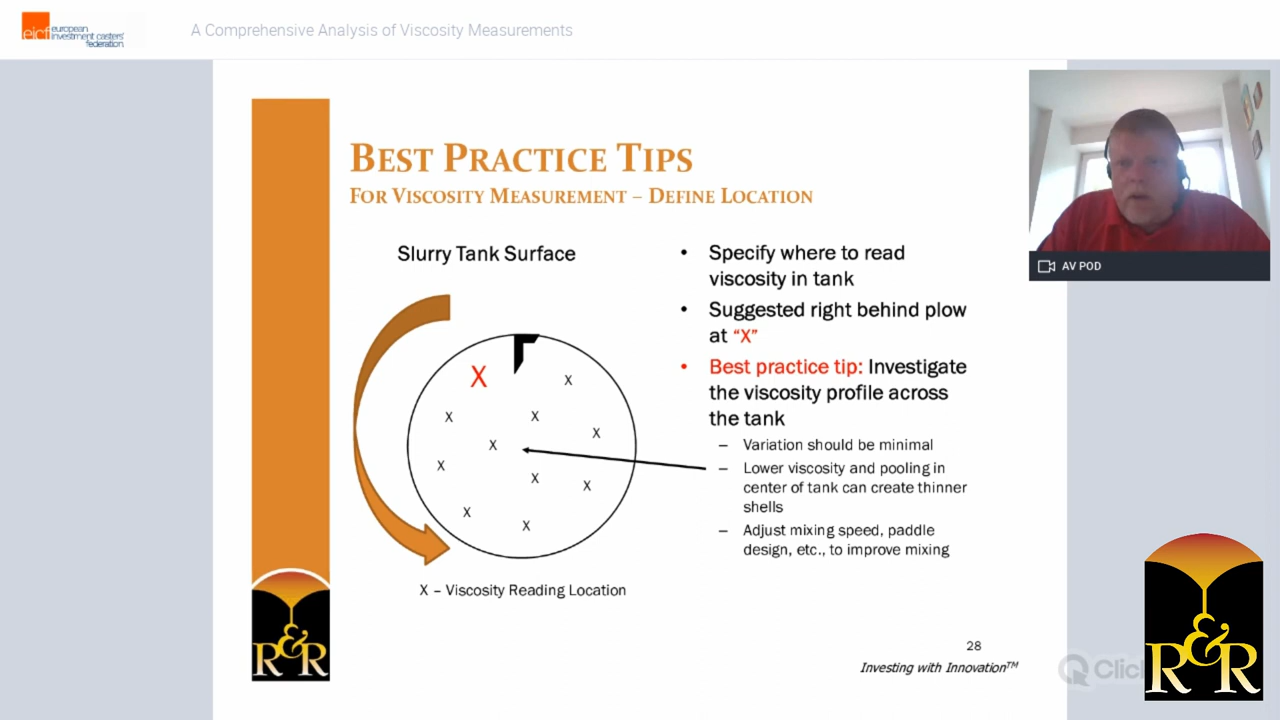 eicf european
investment casters'
federation
A Comprehensive Analysis of Viscosity Measurements
BEST PRACTICE TIPS
FOR VISCOSITY MEASUREMENT – DEFINE LOCATION
Slurry Tank Surface
X
X
X
X
X
X
X
X
X
X
X
X – Viscosity Reading Location
• Specify where to read
viscosity in tank
• Suggested right behind plow
at “X”
• Best practice tip: Investigate
the viscosity profile across
the tank
– Variation should be minimal
– Lower viscosity and pooling in
center of tank can create thinner
shells
– Adjust mixing speed, paddle
design, etc., to improve mixing
28
Investing with Innovation™
R&R
AV POD
Click
R&R